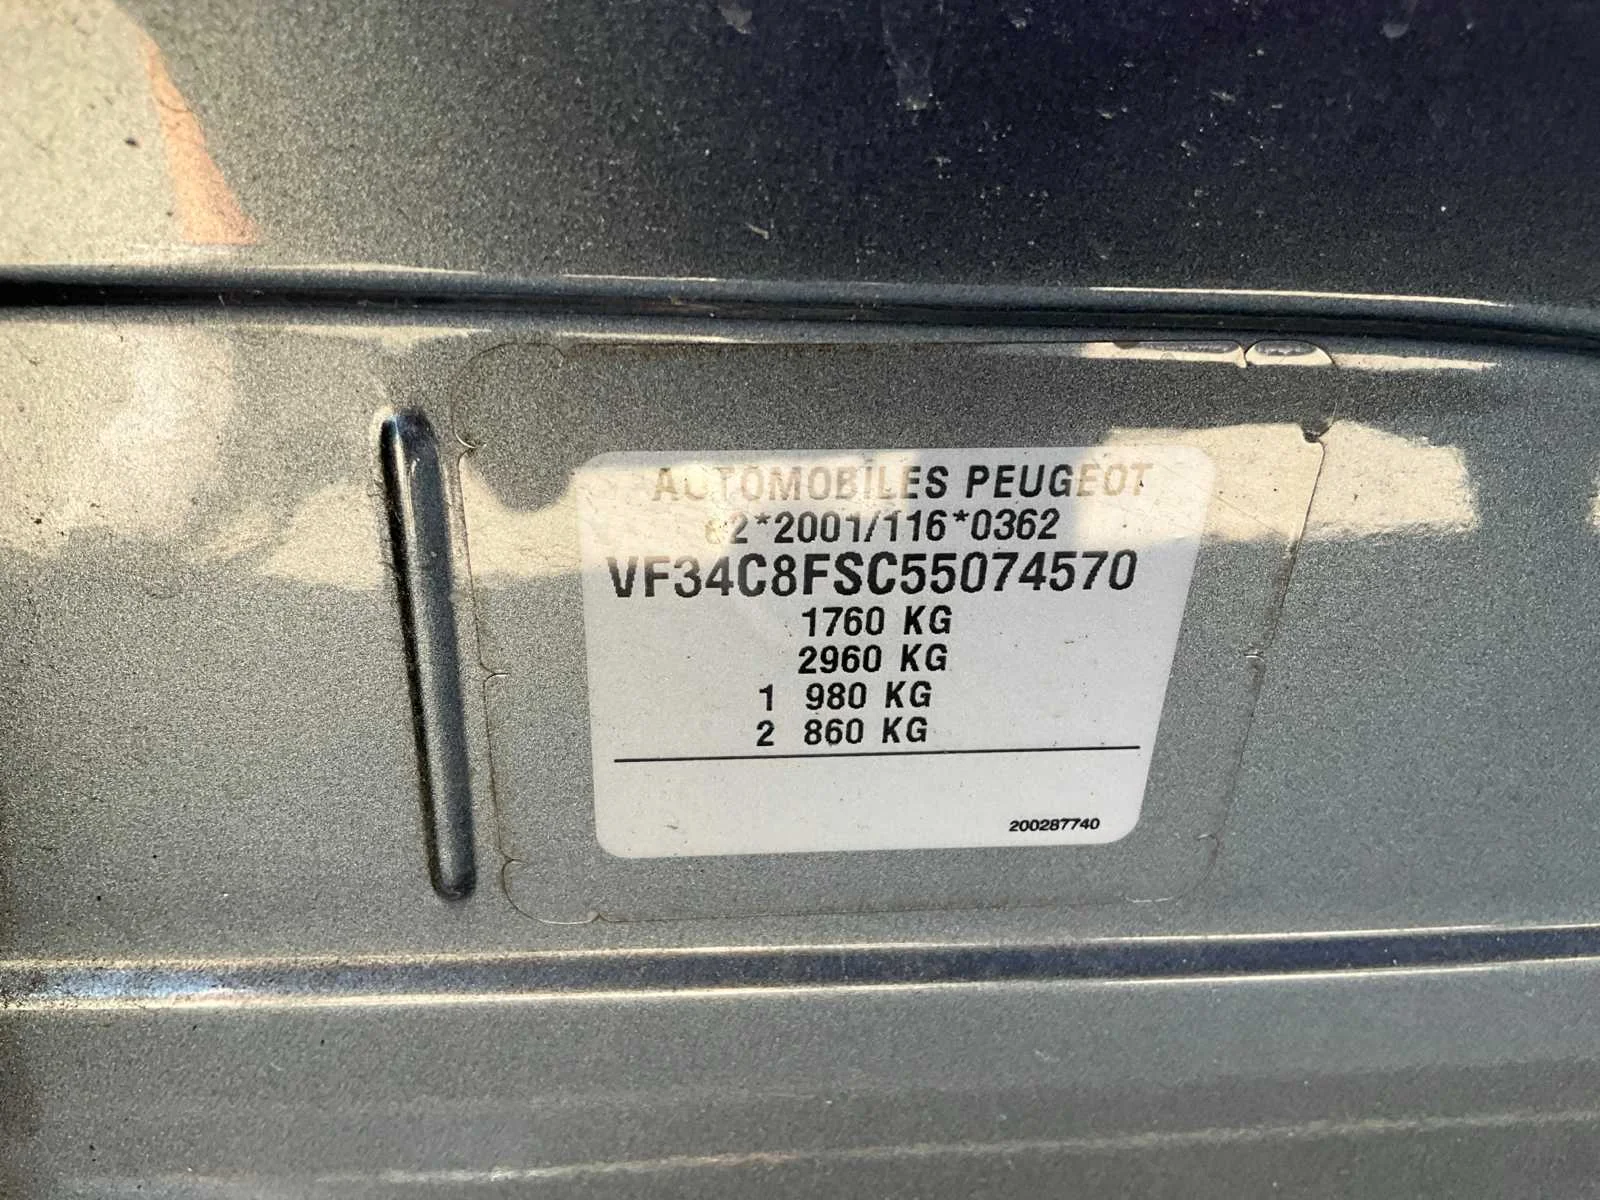 AUTOMOBILES PEUGEOT
e2*2001/116*0362
VF34C8FSC55074570
1760 KG
2960 KG
1 980 KG
2 860 KG
200287740